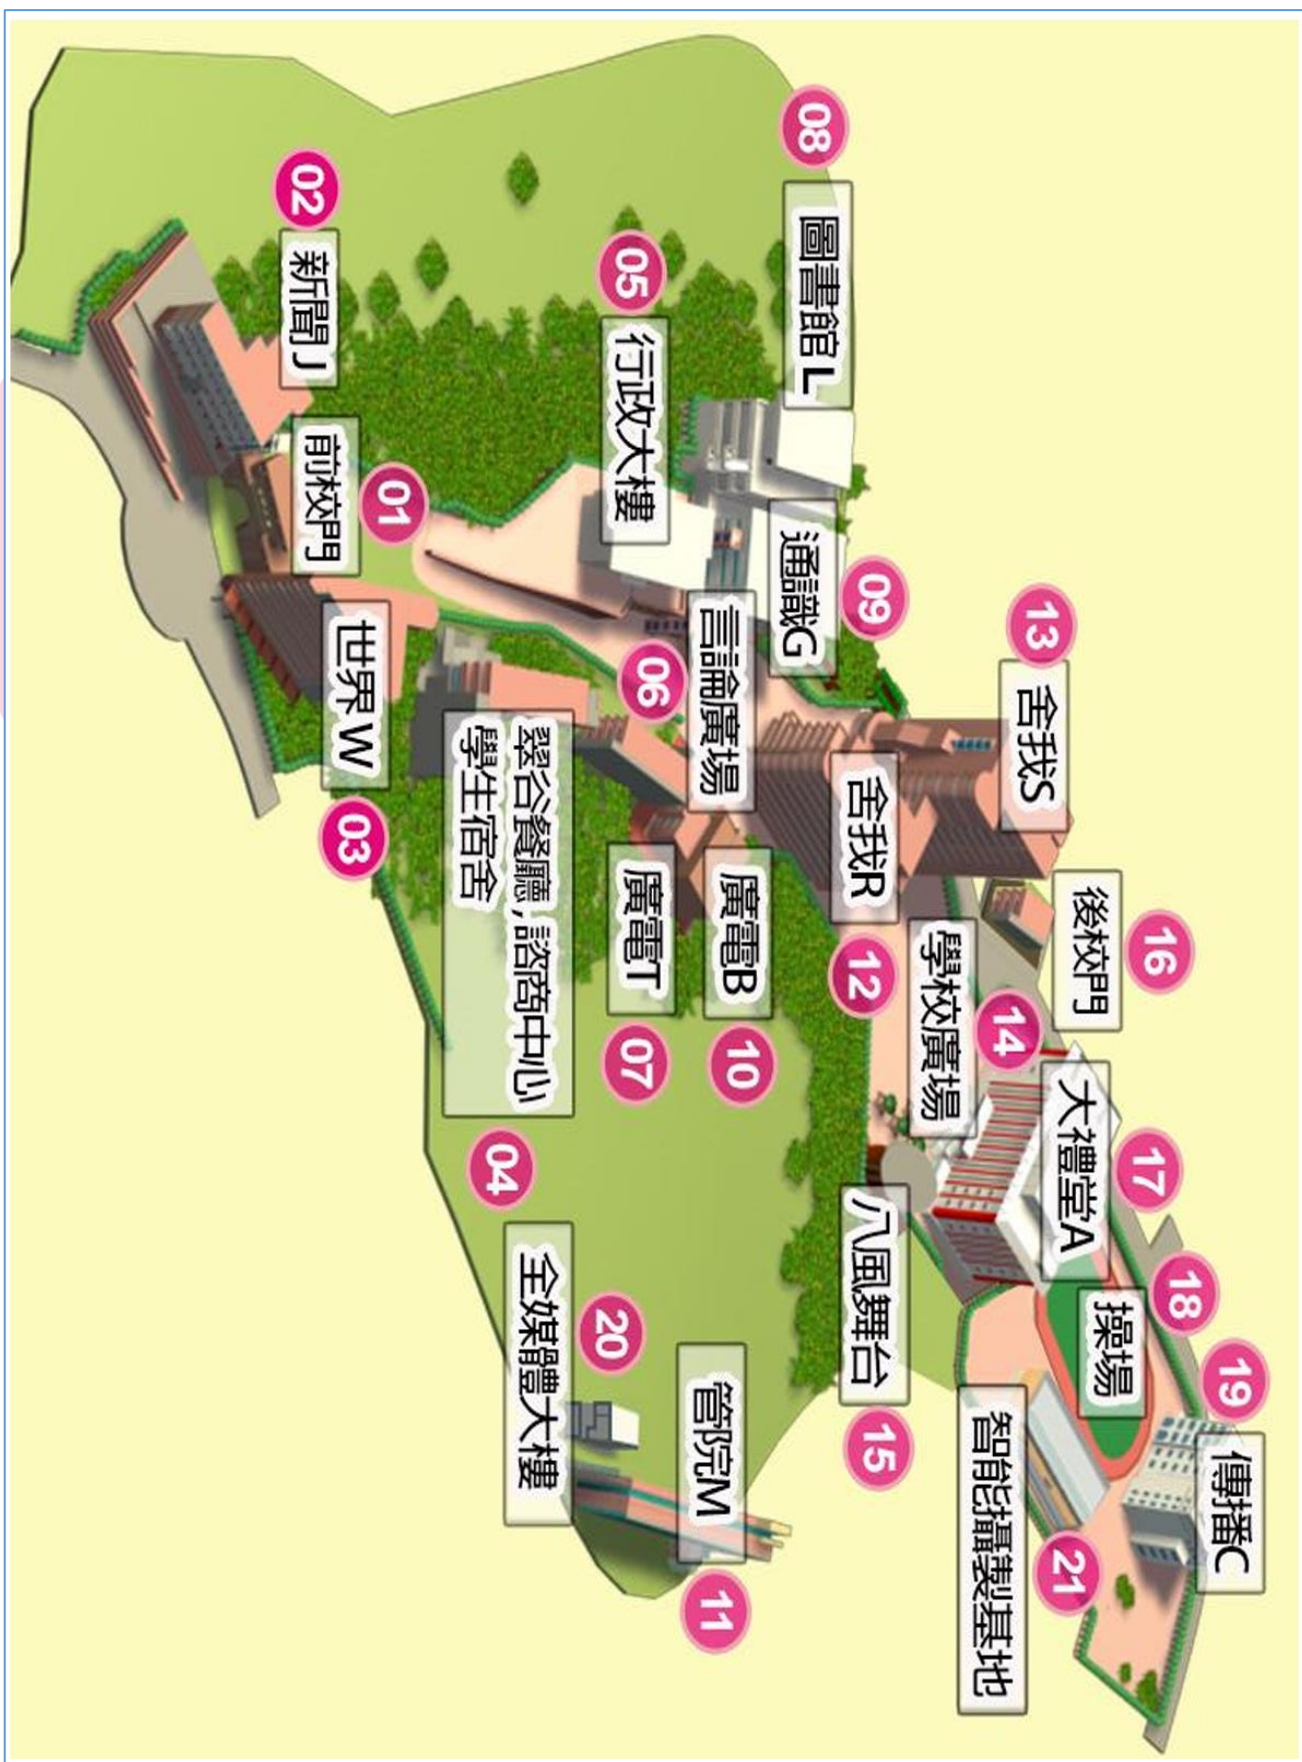 08
圖書館 L
02
新聞 J
05
行政大樓
前校門
01
通識G
09
13
舍我S
世界 W
03
言論廣場
06
翠谷餐廳,諮商中心
學生宿舍
04
廣電T
07
廣電B
10
舍我R
12
後校門
16
學校廣場
14
大禮堂A
17
八風舞台
15
操場
18
19
傳播C
全媒體大樓
20
管院M
11
智能攝製基地
21